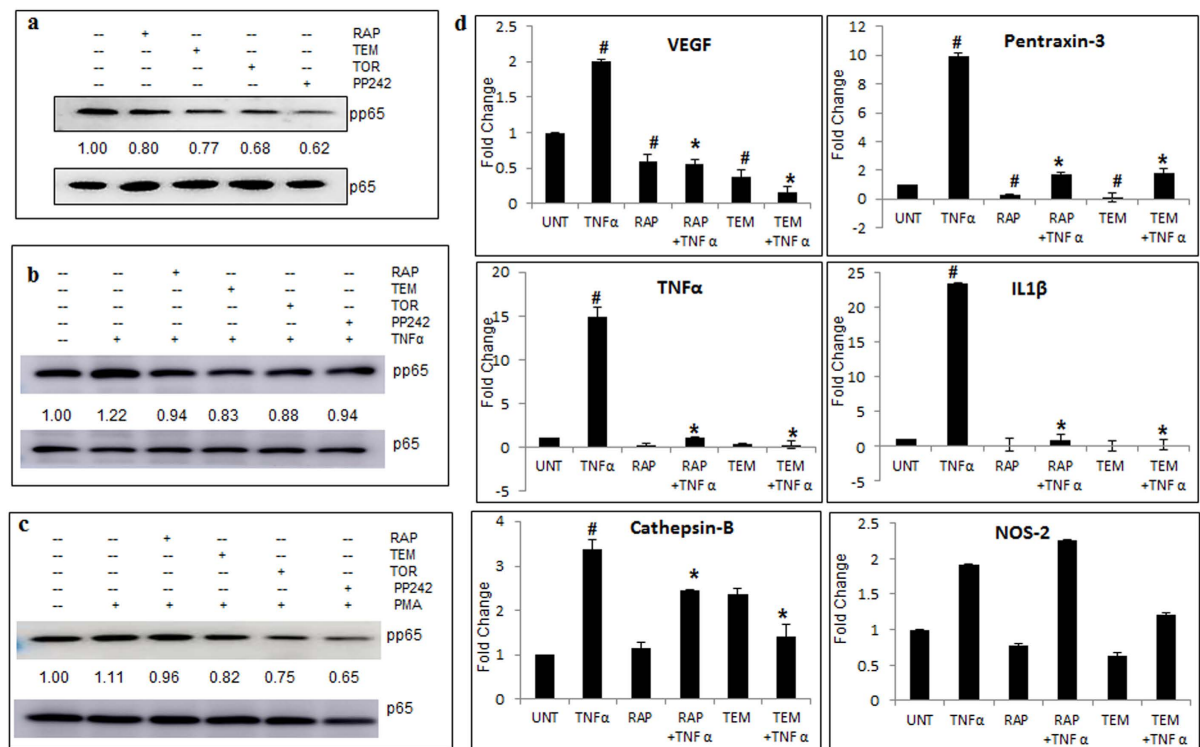 a
-- + -- -- -- RAP
-- -- + -- -- TEM
-- -- -- + -- TOR
-- -- -- -- + PP242
pp65
1.00 0.80 0.77 0.68 0.62
p65
b
-- -- + -- -- -- RAP
-- -- -- + -- -- TEM
-- -- -- -- + -- TOR
-- -- -- -- -- + PP242
-- + + + + + TNFα
pp65
1.00 1.22 0.94 0.83 0.88 0.94
p65
c
-- -- + -- -- -- RAP
-- -- -- + -- -- TEM
-- -- -- -- + -- TOR
-- -- -- -- -- + PP242
-- + + + + + PMA
pp65
1.00 1.11 0.96 0.82 0.75 0.65
p65
d
VEGF
Fold Change
2.5
2
1.5
1
0.5
0
# # * # *
UNT TNFα RAP RAP TEM TEM
+TNF α +TNF α
Pentraxin-3
Fold Change
12
10
8
6
4
2
0
-2
# # * # *
UNT TNFα RAP RAP TEM TEM
+TNF α +TNF α
TNFα
Fold Change
20
15
10
5
0
-5
# * *
UNT TNFα RAP RAP TEM TEM
+TNF α +TNF α
IL1β
Fold Change
25
20
15
10
5
0
-5
# * *
UNT TNFα RAP RAP TEM TEM
+TNF α +TNF α
Cathepsin-B
Fold Change
4
3
2
1
0
# * *
UNT TNFα RAP RAP TEM TEM
+TNF α +TNF α
NOS-2
Fold Change
2.5
2
1.5
1
0.5
0
UNT TNFα RAP RAP TEM TEM
+TNF α +TNF α